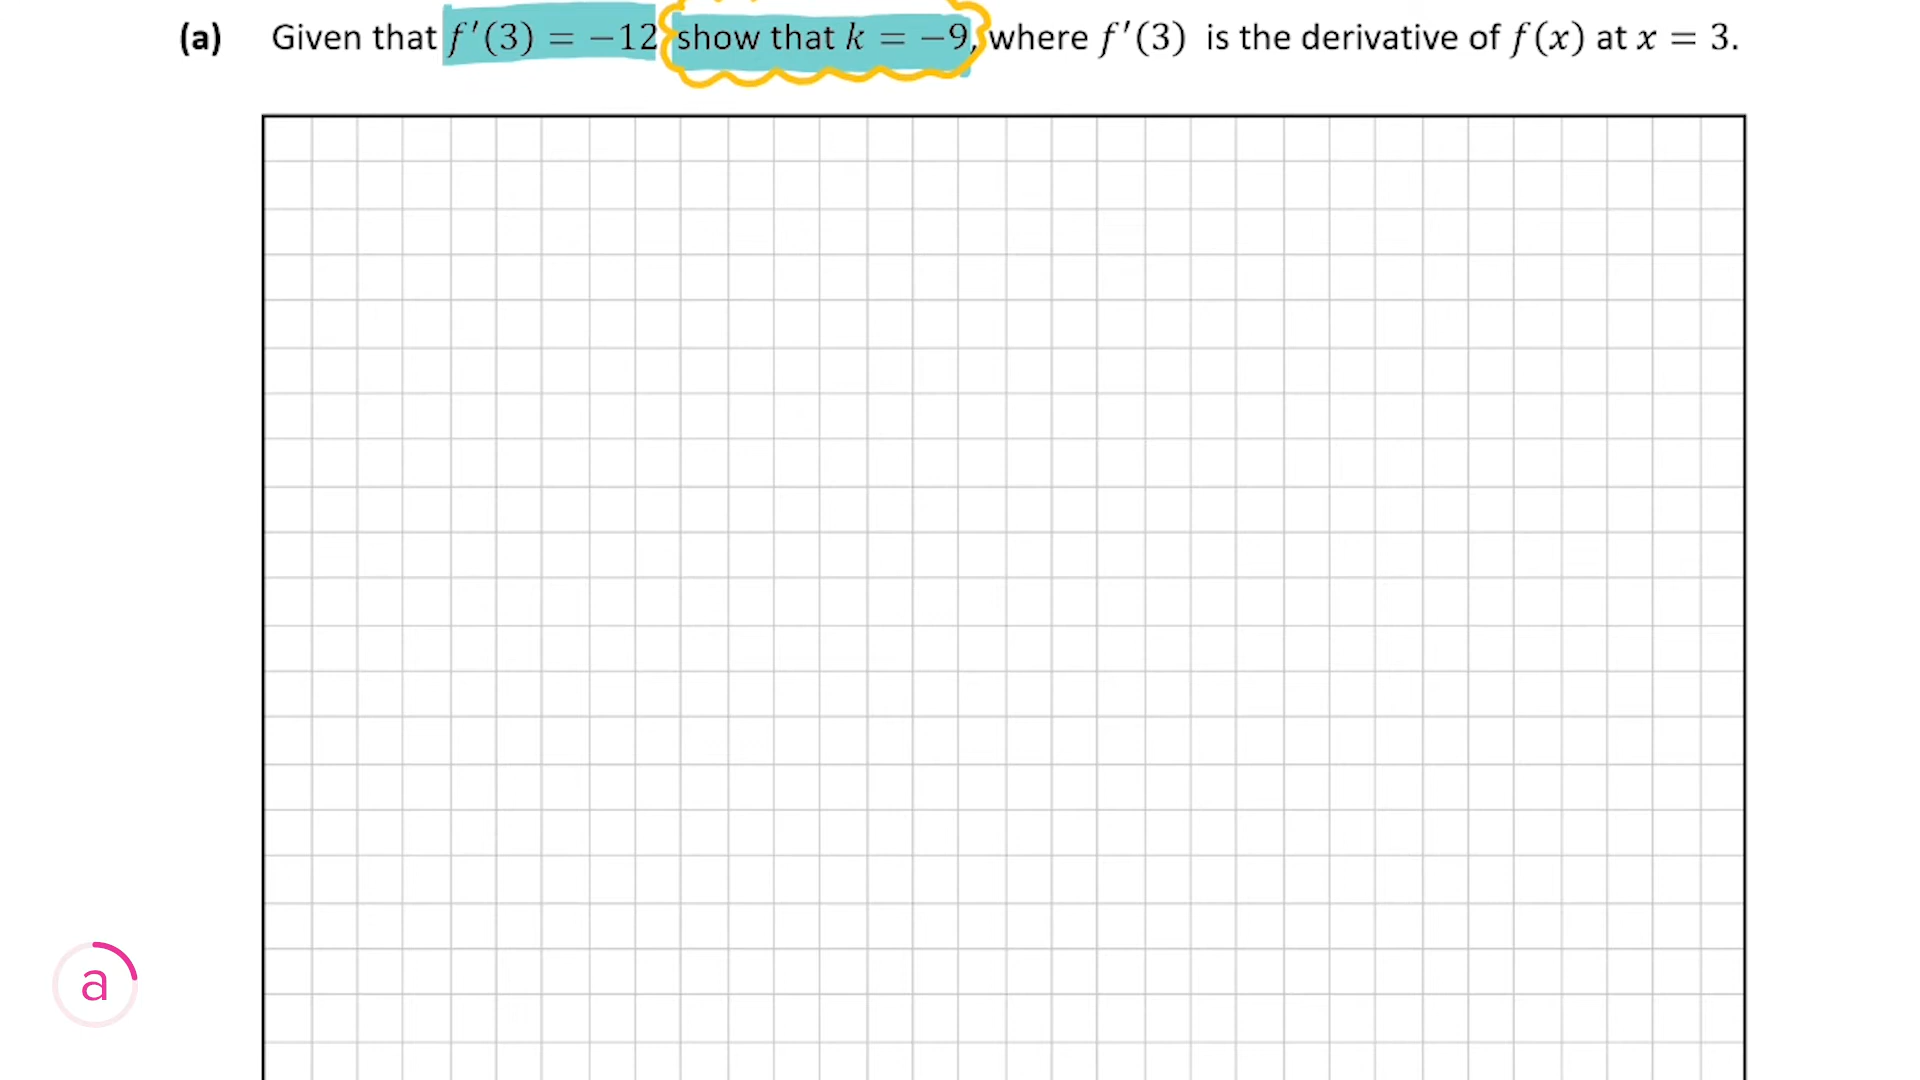 (a) Given that f′(3) = −12 show that k = −9, where f′(3) is the derivative of f(x) at x = 3.
a